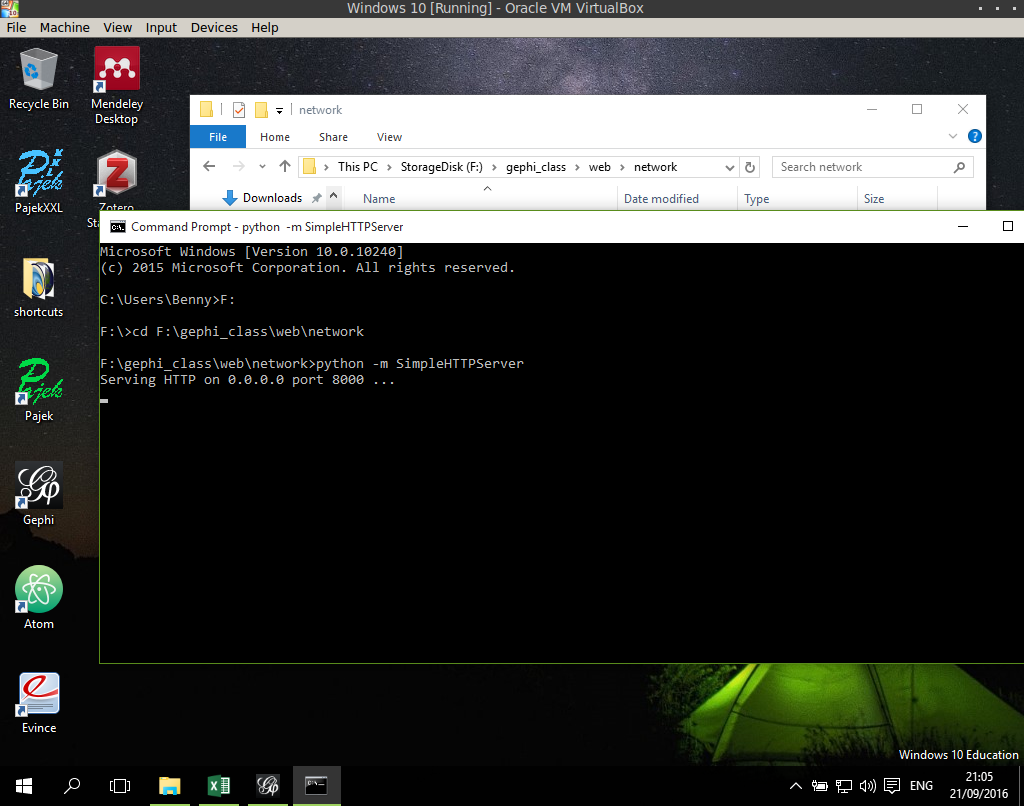 Windows 10 [Running] - Oracle VM VirtualBox
File Machine View Input Devices Help
Recycle Bin
Mendeley
Desktop
PajekXXL
Zotero
shortcuts
Pajek
Gephi
Atom
Evince
network
File Home Share View
This PC StorageDisk (F:) gephi_class web network
Search network
Downloads
Name Date modified Type Size
Command Prompt - python  -m SimpleHTTPServer
Microsoft Windows [Version 10.0.10240]
(c) 2015 Microsoft Corporation. All rights reserved.
C:\Users\Benny>F:
F:\>cd F:\gephi_class\web\network
F:\gephi_class\web\network>python -m SimpleHTTPServer
Serving HTTP on 0.0.0.0 port 8000 ...
Windows 10 Education
ENG
21:05
21/09/2016